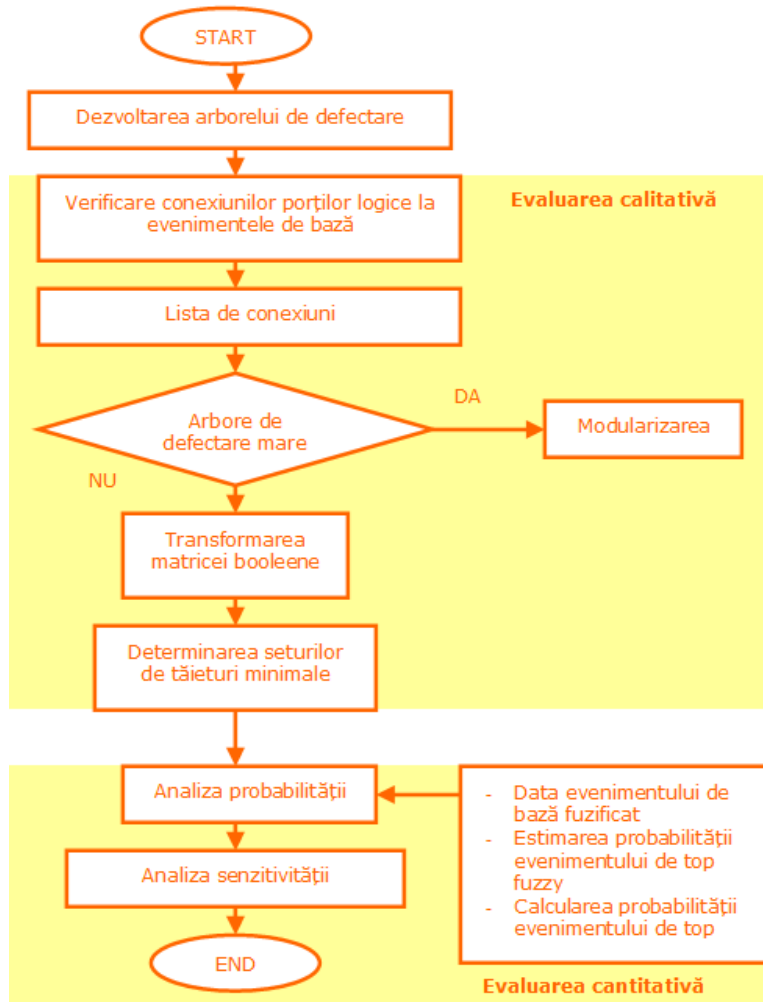 START
Dezvoltarea arborelui de defectare
Evaluarea calitativă
Verificare conexiunilor porților logice la
evenimentele de bază
Lista de conexiuni
Arbore de
defectare mare
DA
Modularizarea
NU
Transformarea
matricei booleene
Determinarea seturilor
de tăieturi minimale
Analiza probabilității
- Data evenimentului de
bază fuzificat
- Estimarea probabilității
evenimentului de top
fuzzy
- Calcularea probabilității
evenimentului de top
Analiza senzitivității
END
Evaluarea cantitativă